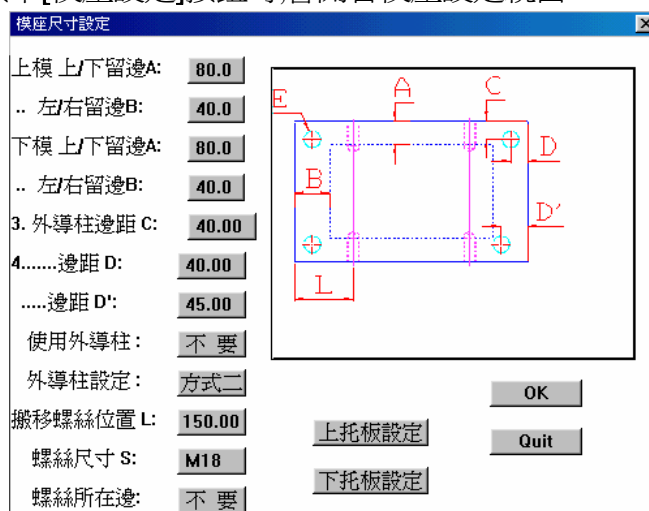 模座尺寸設定
上模 上/下留邊A: 80.0
.. 左/右留邊B: 40.0
下模 上/下留邊A: 80.0
.. 左/右留邊B: 40.0
3. 外導柱邊距 C: 40.00
4.......邊距 D: 40.00
.....邊距 D': 45.00
使用外導柱: 不 要
外導柱設定: 方式二
搬移螺絲位置 L: 150.00
螺絲尺寸 S: M18
螺絲所在邊: 不 要
A
C
E
D
B
D'
L
上托板設定
下托板設定
OK
Quit